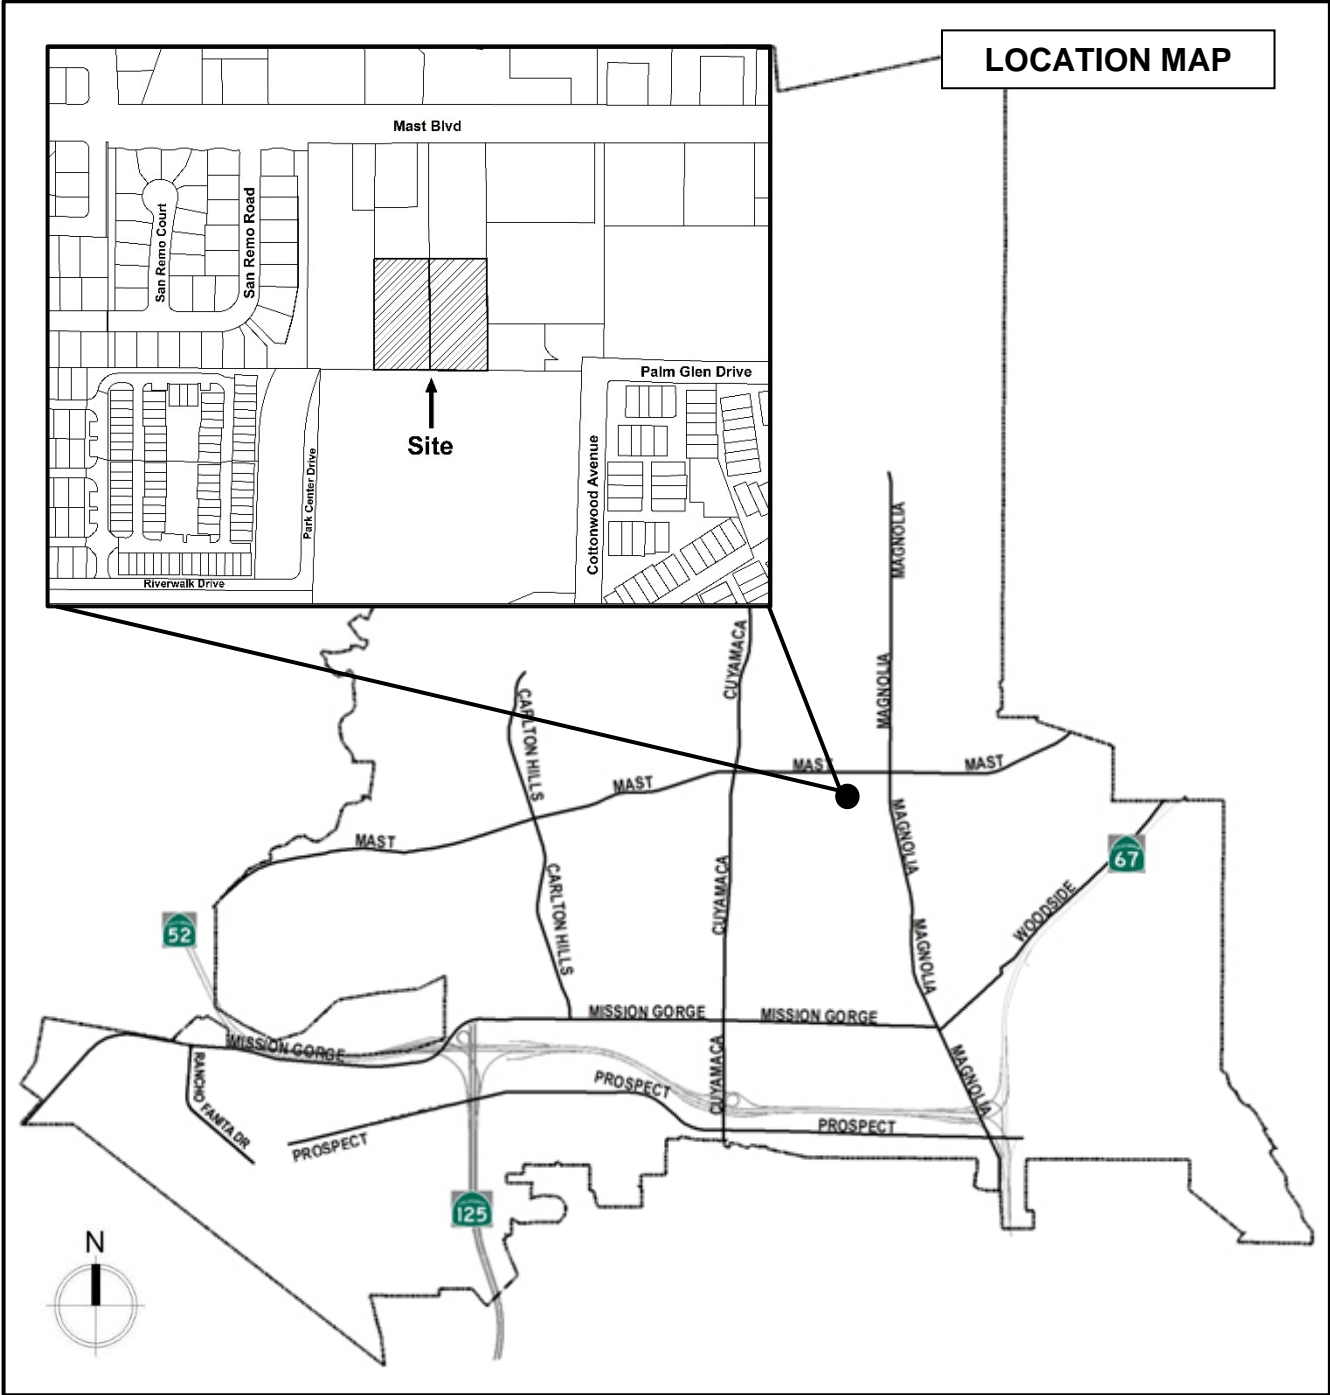 LOCATION MAP
Mast Blvd
San Remo Court
San Remo Road
Palm Glen Drive
Site
Cottonwood Avenue
Park Center Drive
Riverwalk Drive
MAGNOLIA
CUYAMACA
MAGNOLIA
CARLTON HILLS
MAST
MAST
MAST
MAST
MAGNOLIA
67
CARLTON HILLS
CUYAMACA
WOODSIDE
52
MAGNOLIA
MISSION GORGE
MISSION GORGE
MISSION GORGE
CUYAMACA
MAGNOLIA
RANCHO FANITA DR
PROSPECT
PROSPECT
PROSPECT
125
N